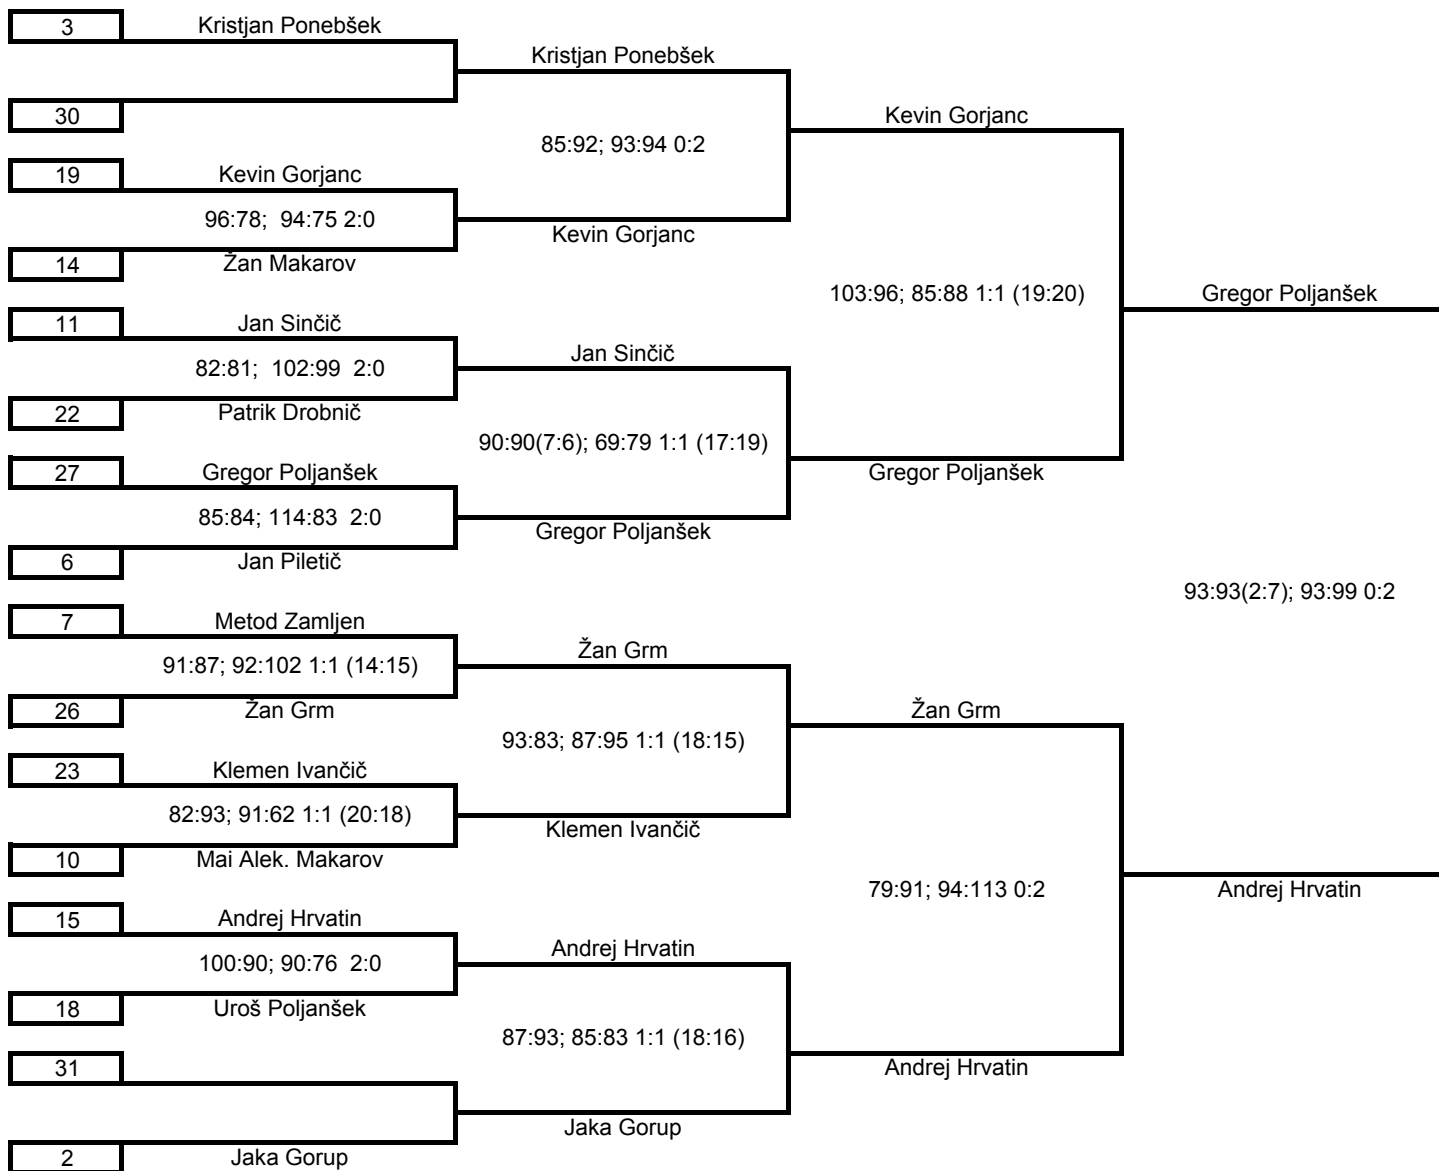 3 Kristjan Ponebšek
Kristjan Ponebšek
30
Kevin Gorjanc
85:92; 93:94 0:2
19 Kevin Gorjanc
96:78; 94:75 2:0
Kevin Gorjanc
14 Žan Makarov
103:96; 85:88 1:1 (19:20)
Gregor Poljanšek
11 Jan Sinčič
Jan Sinčič
82:81; 102:99 2:0
22 Patrik Drobnič
90:90(7:6); 69:79 1:1 (17:19)
27 Gregor Poljanšek
Gregor Poljanšek
85:84; 114:83 2:0
Gregor Poljanšek
6 Jan Piletič
93:93(2:7); 93:99 0:2
7 Metod Zamljen
Žan Grm
91:87; 92:102 1:1 (14:15)
26 Žan Grm
Žan Grm
93:83; 87:95 1:1 (18:15)
23 Klemen Ivančič
82:93; 91:62 1:1 (20:18)
Klemen Ivančič
10 Mai Alek. Makarov
79:91; 94:113 0:2
Andrej Hrvatin
15 Andrej Hrvatin
Andrej Hrvatin
100:90; 90:76 2:0
18 Uroš Poljanšek
87:93; 85:83 1:1 (18:16)
31
Andrej Hrvatin
Jaka Gorup
2 Jaka Gorup